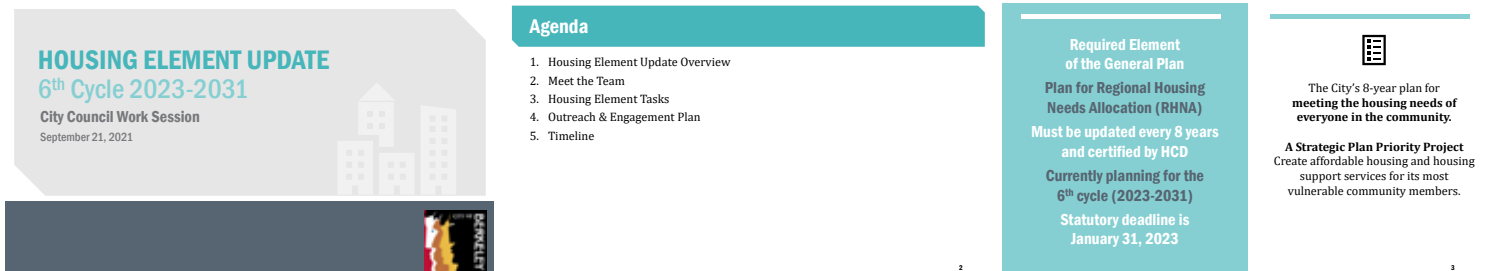 HOUSING ELEMENT UPDATE
6th Cycle 2023-2031
City Council Work Session
September 21, 2021
BERKELEY
Agenda
1. Housing Element Update Overview
2. Meet the Team
3. Housing Element Tasks
4. Outreach & Engagement Plan
5. Timeline
2
Required Element
of the General Plan
Plan for Regional Housing
Needs Allocation (RHNA)
Must be updated every 8 years
and certified by HCD
Currently planning for the
6th cycle (2023-2031)
Statutory deadline is
January 31, 2023
The City's 8-year plan for
meeting the housing needs of
everyone in the community.
A Strategic Plan Priority Project
Create affordable housing and housing
support services for its most
vulnerable community members.
3